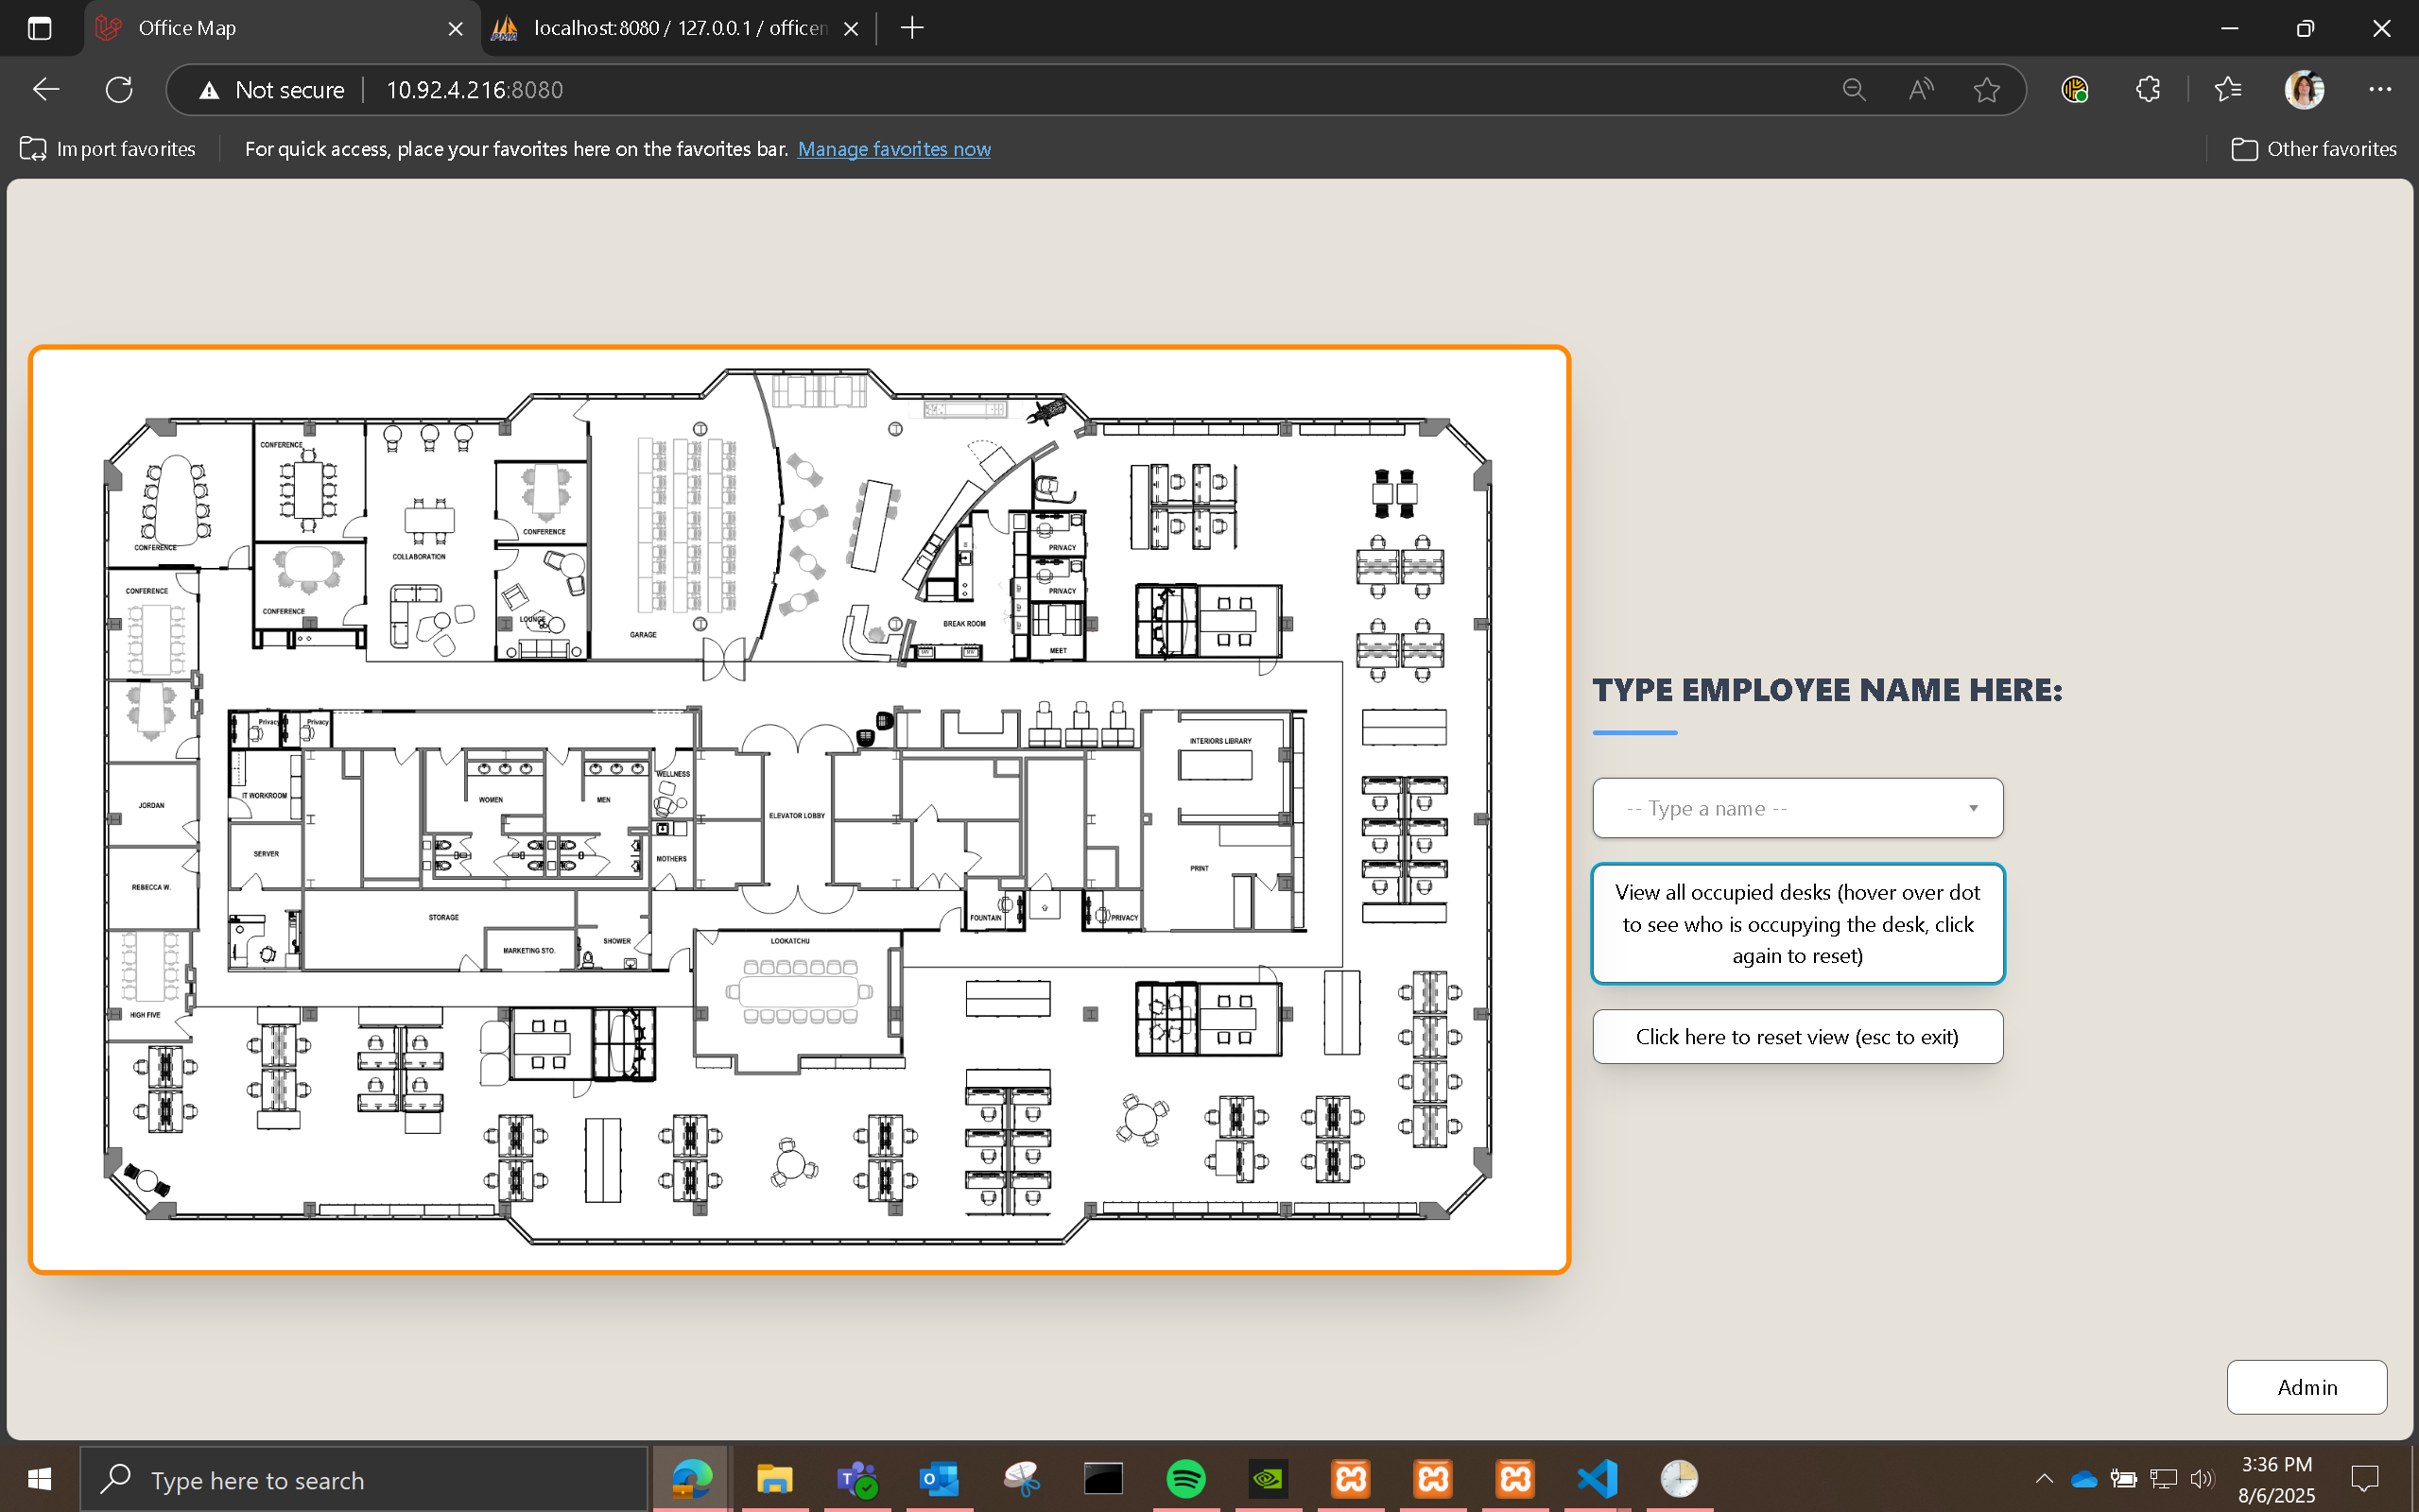 Office Map
localhost:8080 / 127.0.0.1 / officen
Not secure
10.92.4.216:8080
Import favorites
For quick access, place your favorites here on the favorites bar. Manage favorites now
Other favorites
CONFERENCE
CONFERENCE
CONFERENCE
CONFERENCE
COLLABORATION
CONFERENCE
CONFERENCE
LOUNGE
GARAGE
BREAK ROOM
PRIVACY
PRIVACY
MEET
Privacy
Privacy
INTERIORS LIBRARY
JORDAN
IT WORKROOM
WOMEN
MEN
WELLNESS
ELEVATOR LOBBY
SERVER
MOTHERS
REBECCA W.
PRINT
STORAGE
FOUNTAIN
PRIVACY
MARKETING STO.
SHOWER
LOOKATCHU
HIGH FIVE
TYPE EMPLOYEE NAME HERE:
-- Type a name --
View all occupied desks (hover over dot
to see who is occupying the desk, click
again to reset)
Click here to reset view (esc to exit)
Admin
Type here to search
3:36 PM
8/6/2025